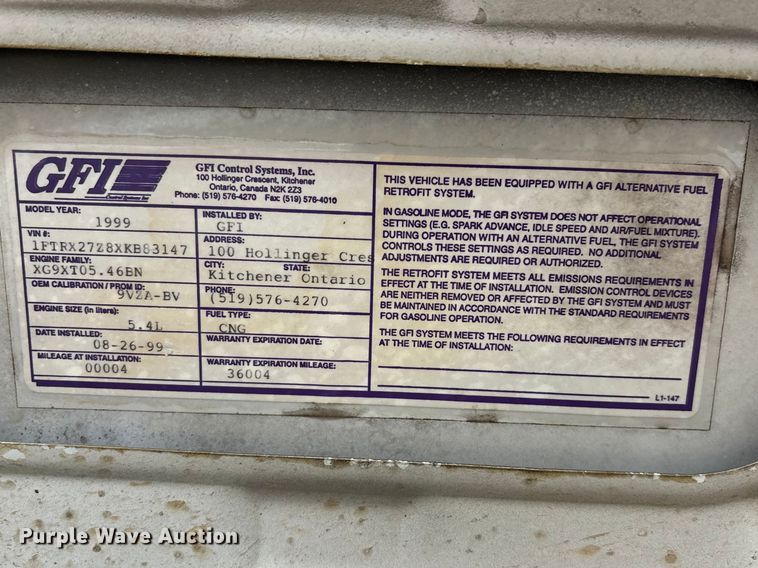 GFI
Control Systems Inc
GFI Control Systems, Inc.
100 Hollinger Crescent, Kitchener
Ontario, Canada N2K 2Z3
Phone: (519) 576-4270 Fax: (519) 576-4010
MODEL YEAR:
1999
VIN #:
1FTRX27Z8XKB83147
ENGINE FAMILY:
XG9XT05.46BN
OEM CALIBRATION / PROM ID:
9V2A-BV
ENGINE SIZE (in liters):
5.4L
DATE INSTALLED:
08-26-99
MILEAGE AT INSTALLATION:
00004
INSTALLED BY:
GFI
ADDRESS:
100 Hollinger Cres
CITY: STATE:
Kitchener Ontario
PHONE:
(519)576-4270
FUEL TYPE:
CNG
WARRANTY EXPIRATION DATE:
WARRANTY EXPIRATION MILEAGE:
36004
THIS VEHICLE HAS BEEN EQUIPPED WITH A GFI ALTERNATIVE FUEL
RETROFIT SYSTEM.
IN GASOLINE MODE, THE GFI SYSTEM DOES NOT AFFECT OPERATIONAL
SETTINGS (E.G. SPARK ADVANCE, IDLE SPEED AND AIR/FUEL MIXTURE).
DURING OPERATION WITH AN ALTERNATIVE FUEL, THE GFI SYSTEM
CONTROLS THESE SETTINGS AS REQUIRED. NO ADDITIONAL
ADJUSTMENTS ARE REQUIRED OR AUTHORIZED.
THE RETROFIT SYSTEM MEETS ALL EMISSIONS REQUIREMENTS IN
EFFECT AT THE TIME OF INSTALLATION. EMISSION CONTROL DEVICES
ARE NEITHER REMOVED OR AFFECTED BY THE GFI SYSTEM AND MUST
BE MAINTAINED IN ACCORDANCE WITH THE STANDARD REQUIREMENTS
FOR GASOLINE OPERATION.
THE GFI SYSTEM MEETS THE FOLLOWING REQUIREMENTS IN EFFECT
AT THE TIME OF INSTALLATION:
L1-147
Purple Wave Auction